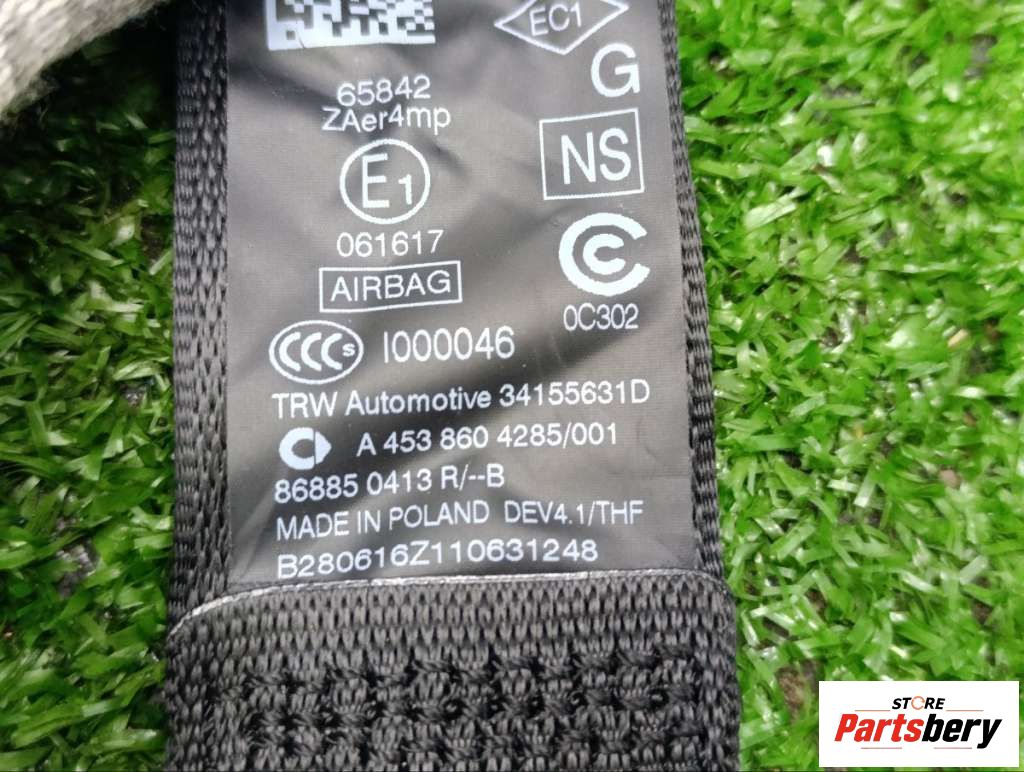 EC1
G
65842
ZAer4mp
NS
E1
061617
AIRBAG
C
0C302
CCCs I000046
TRW Automotive 34155631D
A 453 860 4285/001
86885 0413 R/--B
MADE IN POLAND DEV4.1/THF
B280616Z110631248
STORE
Partsbery